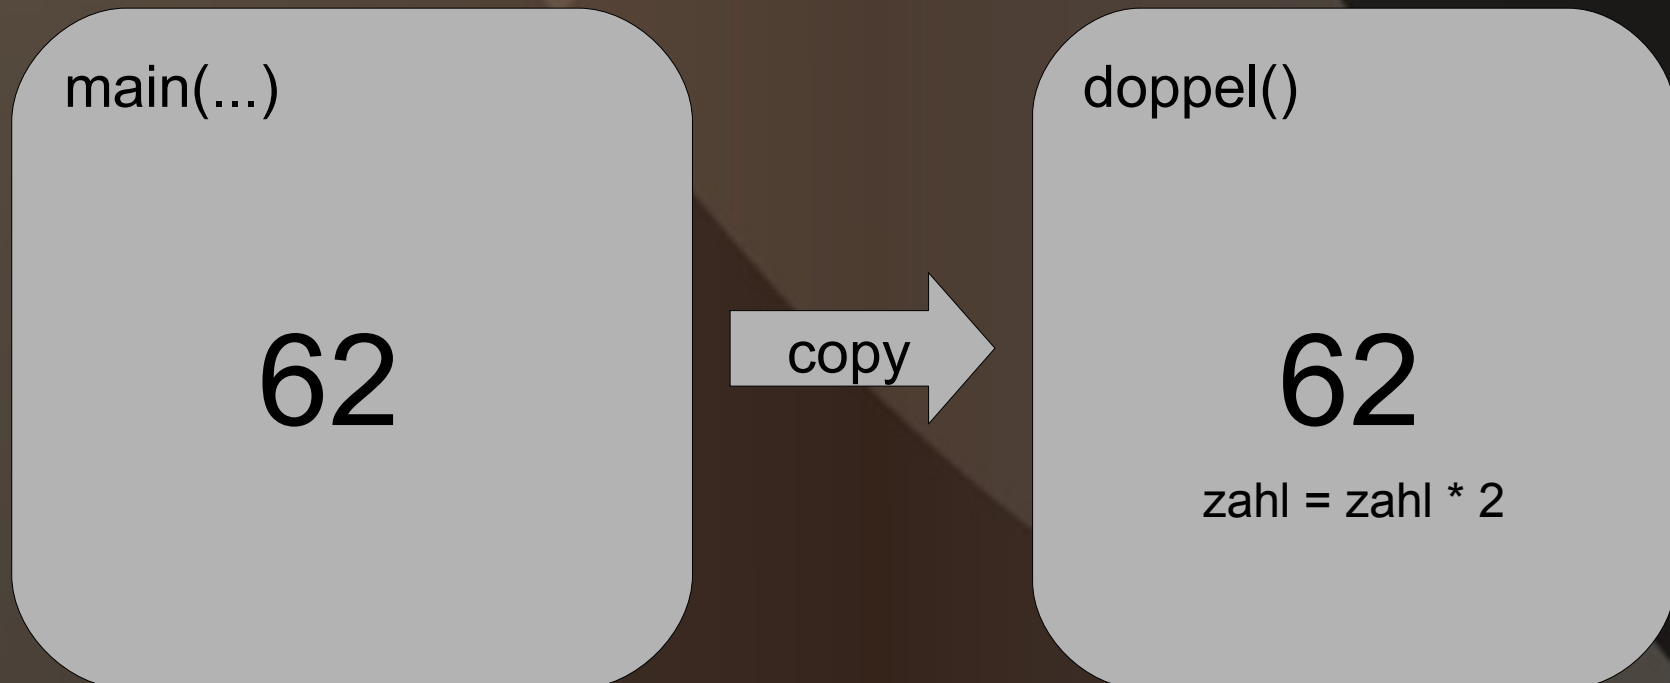 main(...)
62
copy
doppel()
62
zahl = zahl * 2